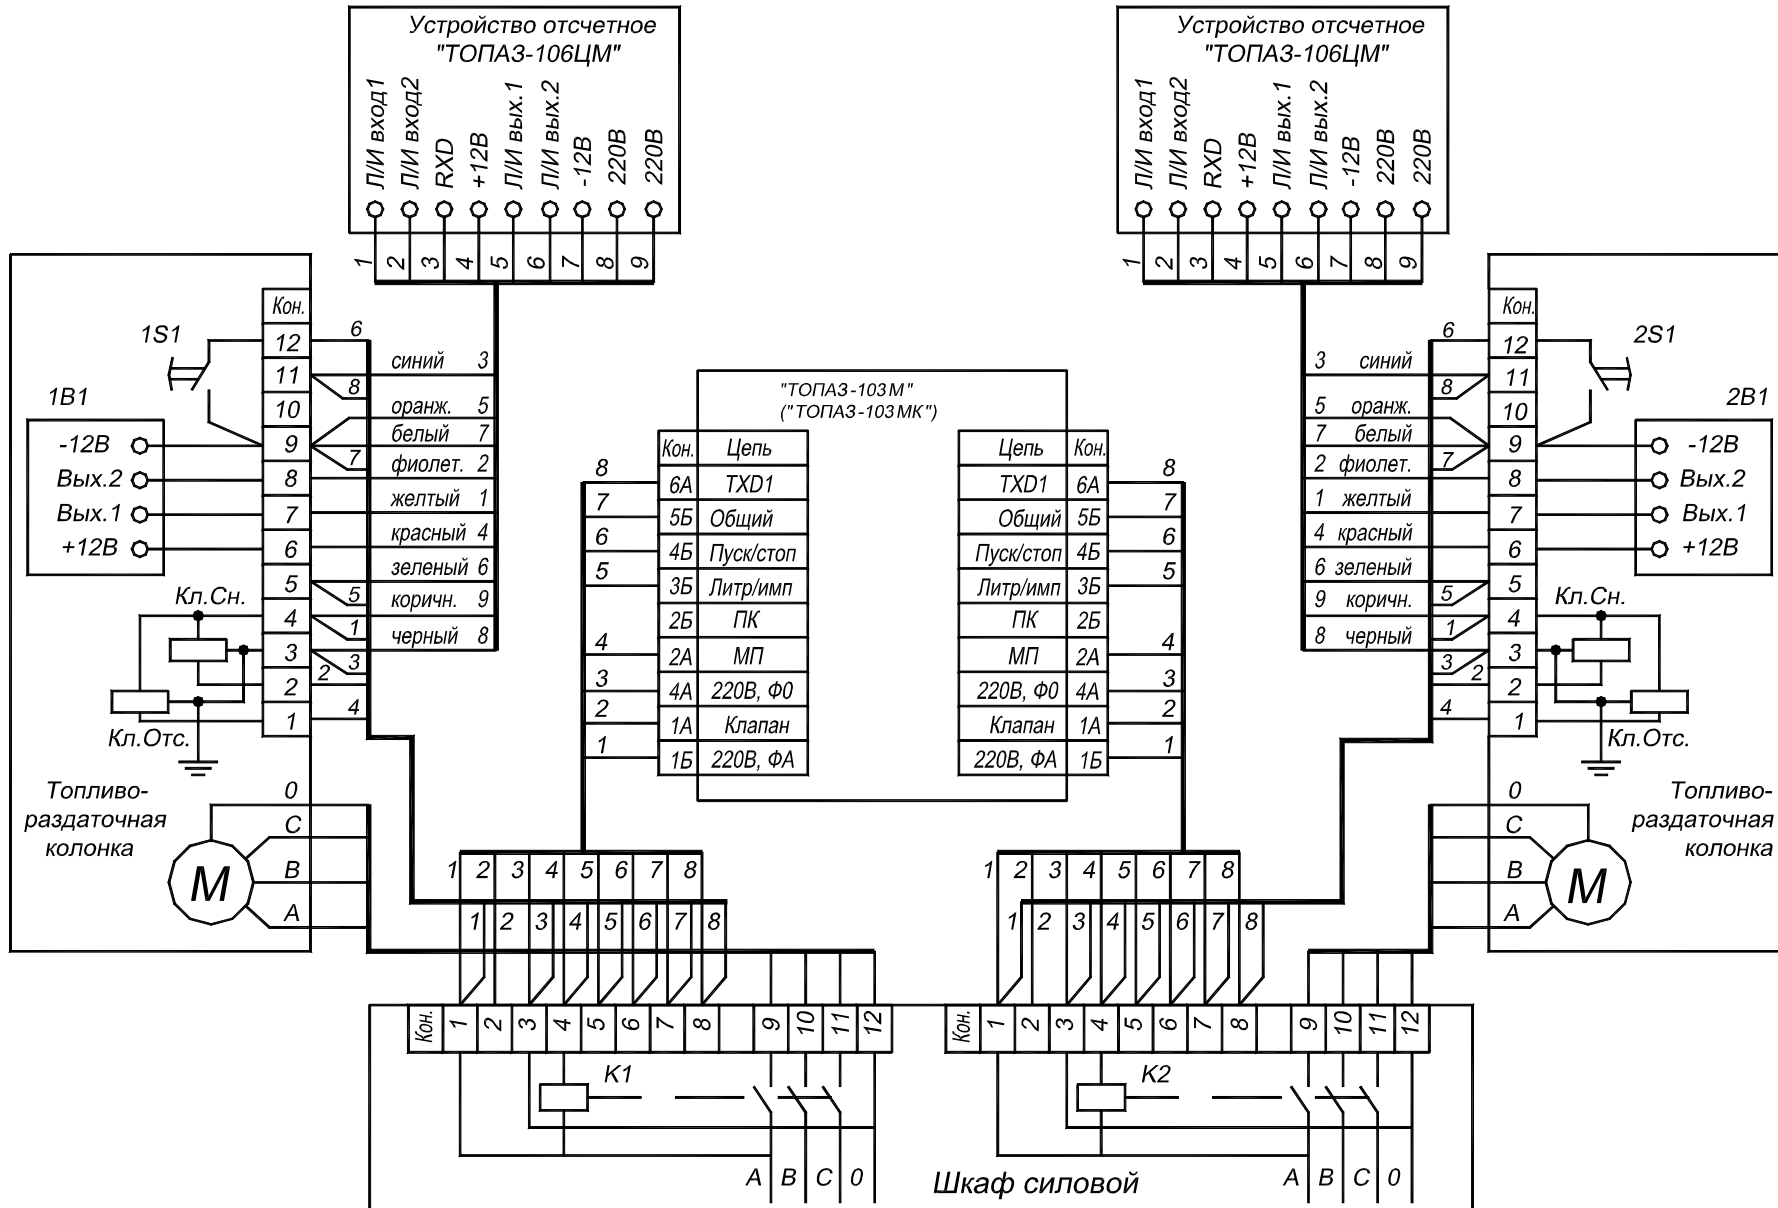 Устройство отсчетное
"ТОПАЗ-106ЦМ"
Л/И вход1
Л/И вход2
RXD
+12В
Л/И вых.1
Л/И вых.2
-12В
220В
220В
1 2 3 4 5 6 7 8 9
Устройство отсчетное
"ТОПАЗ-106ЦМ"
Л/И вход1
Л/И вход2
RXD
+12В
Л/И вых.1
Л/И вых.2
-12В
220В
220В
1 2 3 4 5 6 7 8 9
1S1
1В1
-12В
Вых.2
Вых.1
+12В
Кл.Сн.
Кл.Отс.
Кон.
12
11
10
9
8
7
6
5
4
3
2
1
6
8
7
5
1
3
2
4
синий 3
оранж. 5
белый 7
фиолет. 2
желтый 1
красный 4
зеленый 6
коричн. 9
черный 8
Топливо-
раздаточная
колонка
М
0
С
В
А
"ТОПАЗ-103М"
("ТОПАЗ-103МК")
Кон. Цепь
8 6А TXD1
7 5Б Общий
6 4Б Пуск/стоп
5 3Б Литр/имп
2Б ПК
4 2А МП
3 4А 220В, Ф0
2 1А Клапан
1 1Б 220В, ФА
Цепь Кон.
TXD1 6А 8
Общий 5Б 7
Пуск/стоп 4Б 6
Литр/имп 3Б 5
ПК 2Б
МП 2А 4
220В, Ф0 4А 3
Клапан 1А 2
220В, ФА 1Б 1
3 синий
5 оранж.
7 белый
2 фиолет.
1 желтый
4 красный
6 зеленый
9 коричн.
8 черный
6
8
7
5
1
3
2
4
Кон.
12
11
10
9
8
7
6
5
4
3
2
1
2S1
2В1
-12В
Вых.2
Вых.1
+12В
Кл.Сн.
Кл.Отс.
Топливо-
раздаточная
колонка
М
0
С
В
А
1 2 3 4 5 6 7 8
1 2 3 4 5 6 7 8
Кон. 1 2 3 4 5 6 7 8 9 10 11 12
K1
А В С 0
1 2 3 4 5 6 7 8
1 2 3 4 5 6 7 8
Кон. 1 2 3 4 5 6 7 8 9 10 11 12
K2
А В С 0
Шкаф силовой